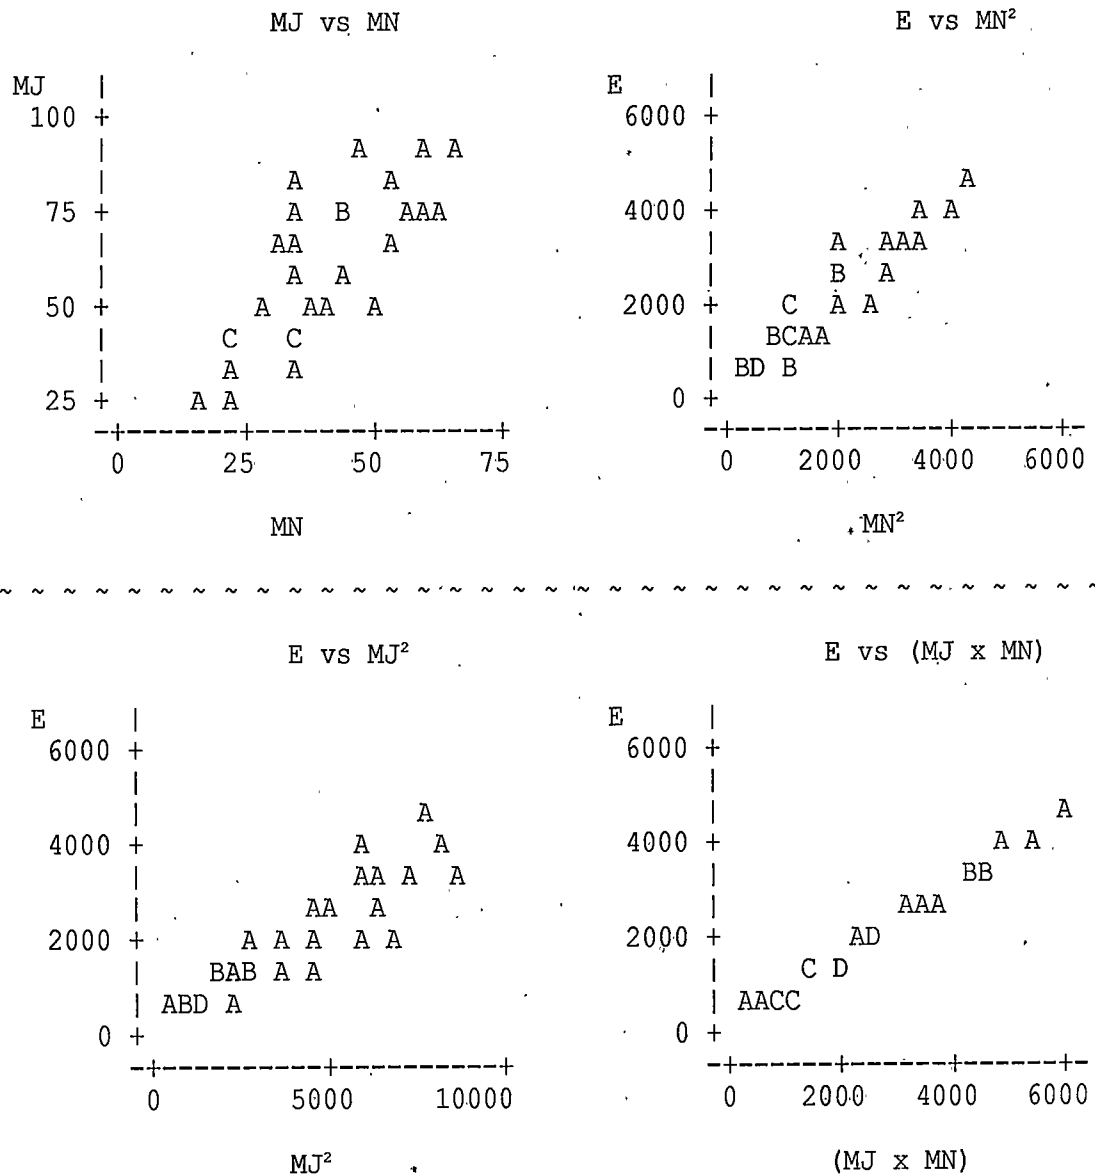 MJ vs MN
MJ
100 +
| A A A
| A A
75 + A B AAA
| AA A
| A A
50 + A AA A A
| C C
| A A
25 + A A
0 25 50 75
MN
E vs MN²
E
6000 +
| A
4000 + A A
| A AAA
| B A
2000 + C A A
| BCAA
| BD B
0 +
0 2000 4000 6000
MN²
~ ~ ~ ~ ~ ~ ~ ~ ~ ~ ~ ~ ~ ~ ~ ~ ~ ~ ~ ~ ~ ~ ~ ~ ~ ~ ~ ~ ~ ~ ~ ~ ~ ~ ~
E vs MJ²
E
6000 +
| A
4000 + A A
| AA A A
| AA A
2000 + A A A A A
| BAB A A
| ABD A
0 +
0 5000 10000
MJ²
E vs (MJ x MN)
E
6000 +
| A
4000 + A A
| BB
| AAA
2000 + AD
| C D
| AACC
0 +
0 2000 4000 6000
(MJ x MN)